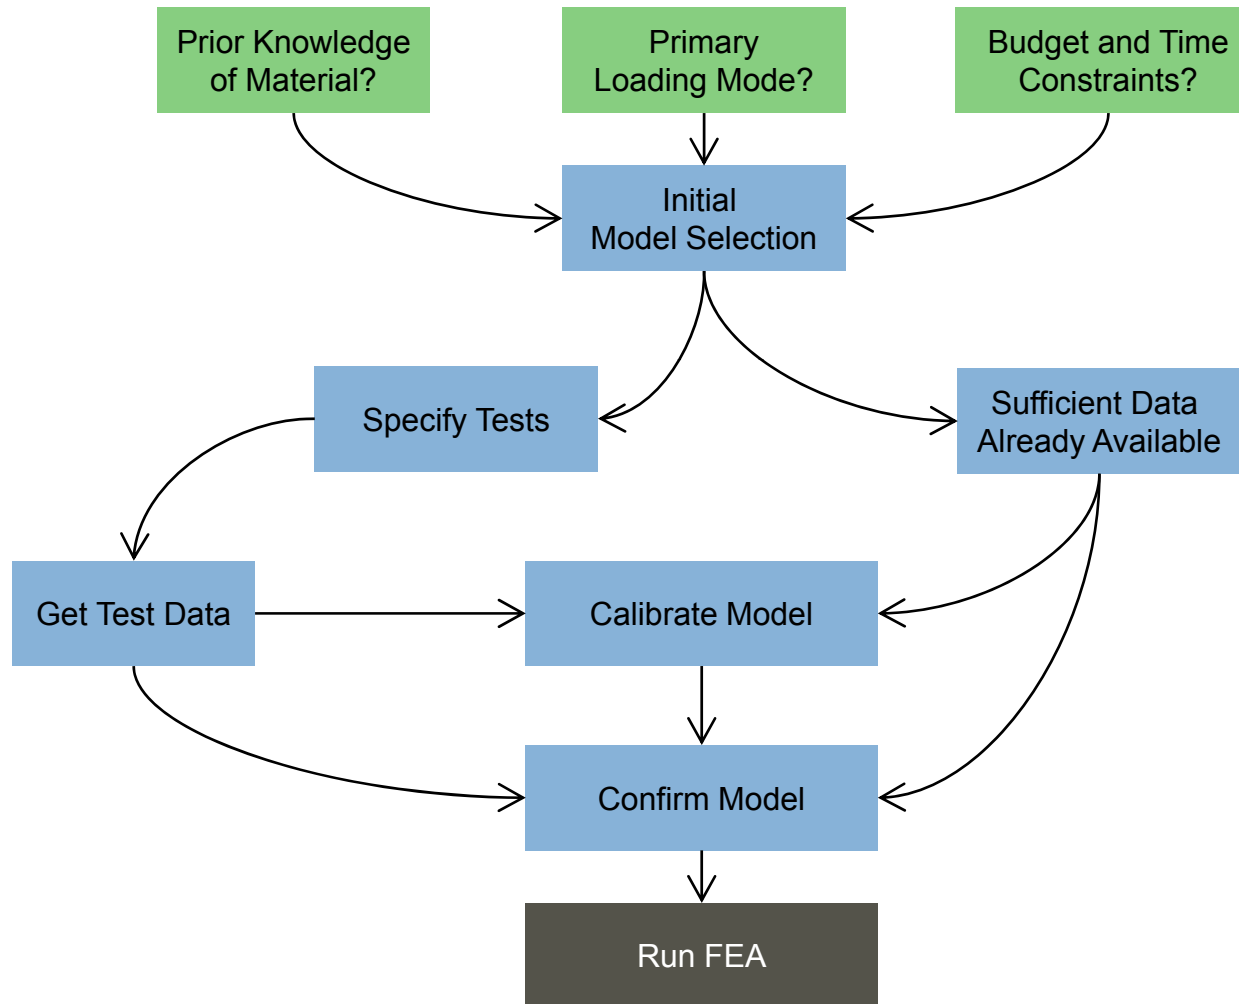 Prior Knowledge
of Material?
Primary
Loading Mode?
Budget and Time
Constraints?
Initial
Model Selection
Specify Tests
Sufficient Data
Already Available
Get Test Data
Calibrate Model
Confirm Model
Run FEA